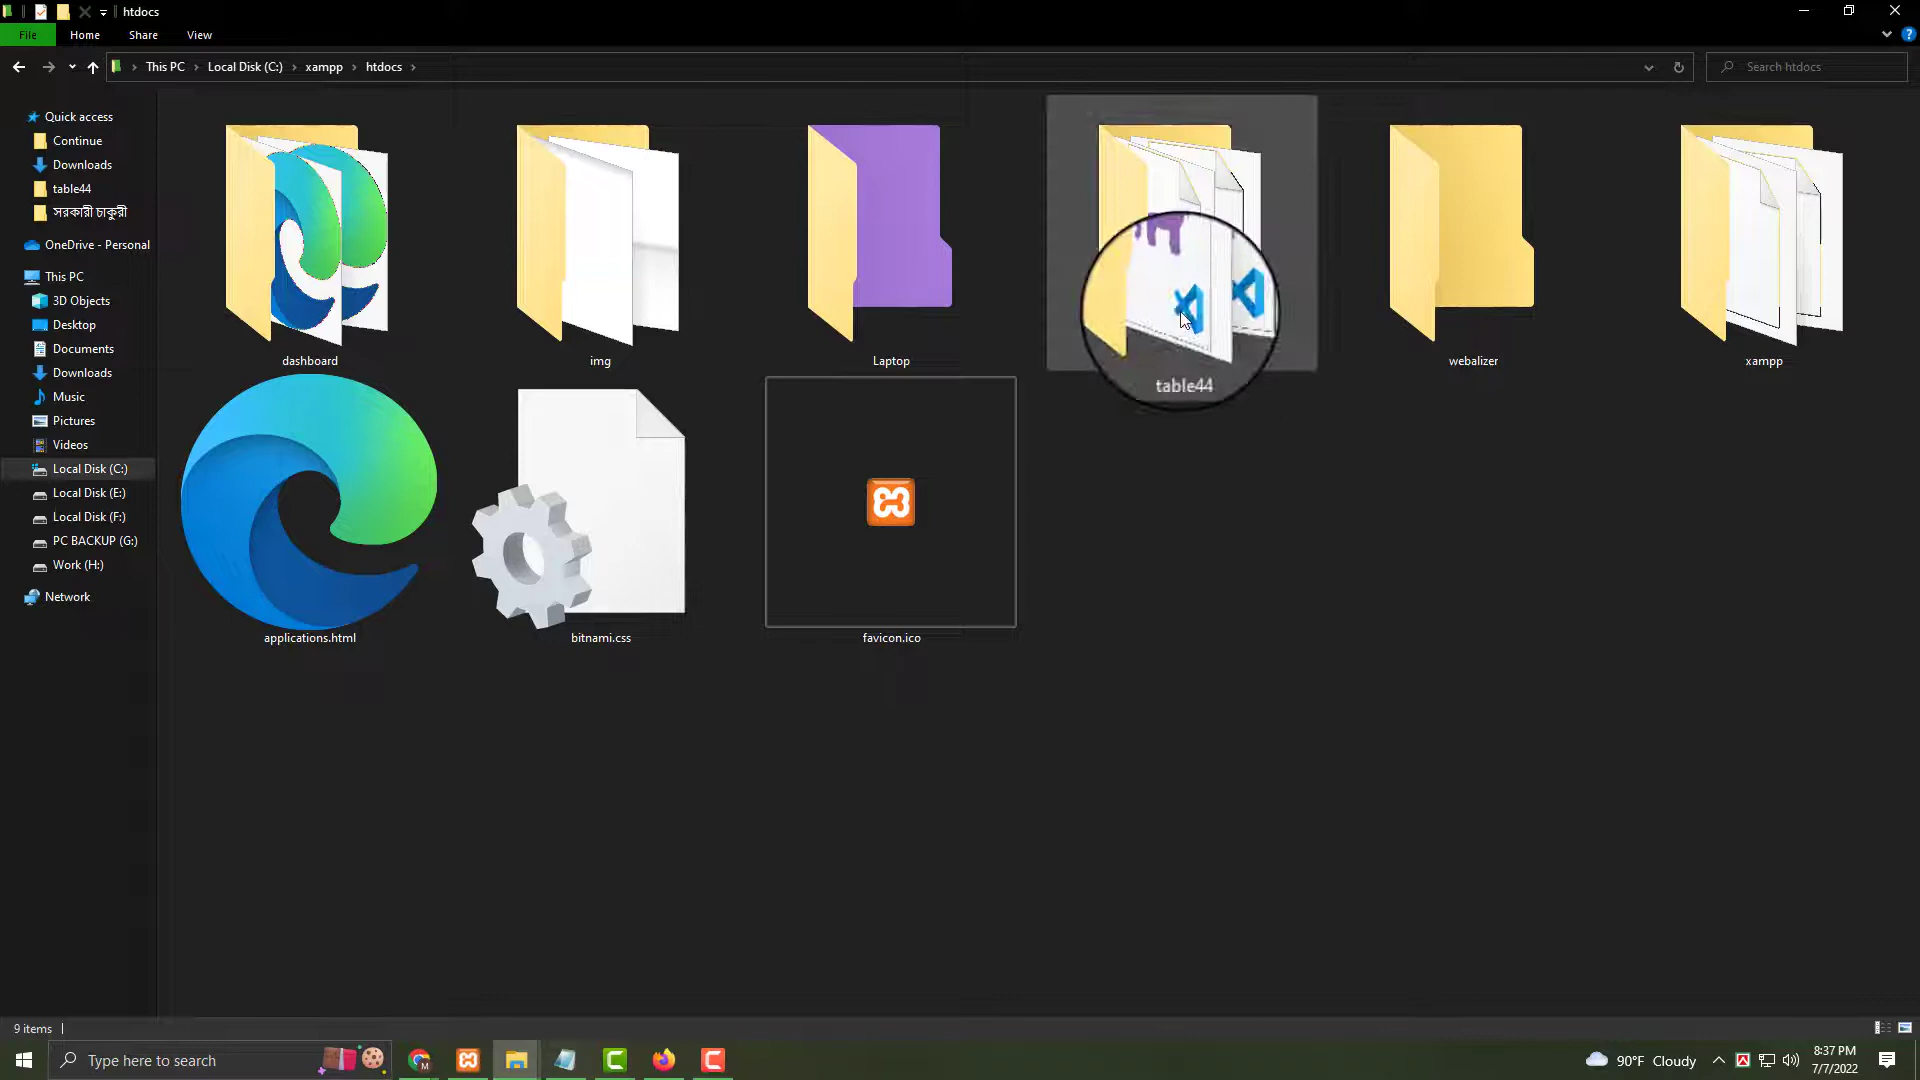 htdocs
File Home Share View
This PC Local Disk (C:) xampp htdocs
Search htdocs
Quick access
Continue
Downloads
table44
সরকারী চাকুরী
OneDrive - Personal
This PC
3D Objects
Desktop
Documents
Downloads
Music
Pictures
Videos
Local Disk (C:)
Local Disk (E:)
Local Disk (F:)
PC BACKUP (G:)
Work (H:)
Network
dashboard img Laptop table44 webalizer xampp
applications.html bitnami.css favicon.ico
9 items
Type here to search
90°F Cloudy
8:37 PM
7/7/2022